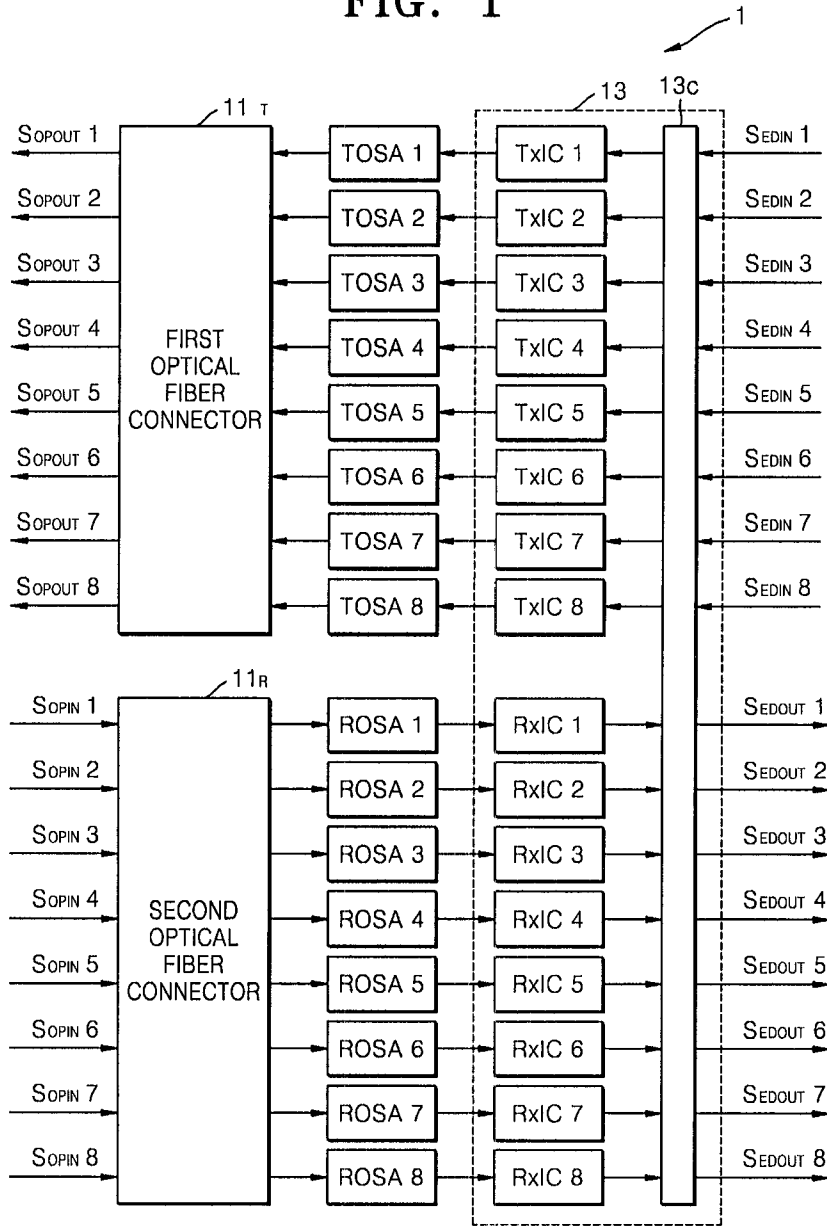 FIG. 1
1
13
13C
11 T
SOPOUT 1 TOSA 1 TxIC 1 SEDIN 1
SOPOUT 2 TOSA 2 TxIC 2 SEDIN 2
SOPOUT 3 TOSA 3 TxIC 3 SEDIN 3
SOPOUT 4 TOSA 4 TxIC 4 SEDIN 4
FIRST
OPTICAL
FIBER
CONNECTOR
SOPOUT 5 TOSA 5 TxIC 5 SEDIN 5
SOPOUT 6 TOSA 6 TxIC 6 SEDIN 6
SOPOUT 7 TOSA 7 TxIC 7 SEDIN 7
SOPOUT 8 TOSA 8 TxIC 8 SEDIN 8
11R
SOPIN 1 ROSA 1 RxIC 1 SEDOUT 1
SOPIN 2 ROSA 2 RxIC 2 SEDOUT 2
SOPIN 3 ROSA 3 RxIC 3 SEDOUT 3
SOPIN 4 ROSA 4 RxIC 4 SEDOUT 4
SECOND
OPTICAL
FIBER
CONNECTOR
SOPIN 5 ROSA 5 RxIC 5 SEDOUT 5
SOPIN 6 ROSA 6 RxIC 6 SEDOUT 6
SOPIN 7 ROSA 7 RxIC 7 SEDOUT 7
SOPIN 8 ROSA 8 RxIC 8 SEDOUT 8